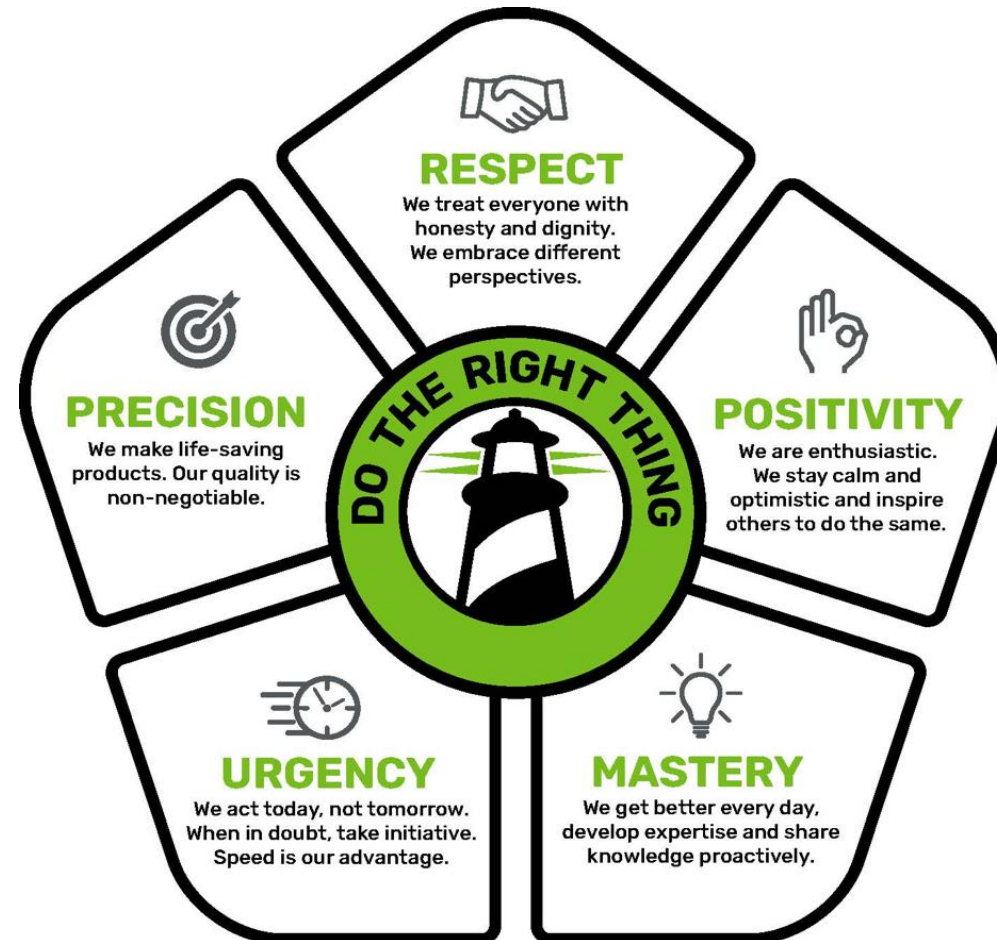 RESPECT
We treat everyone with
honesty and dignity.
We embrace different
perspectives.
PRECISION
We make life-saving
products. Our quality is
non-negotiable.
DO THE RIGHT THING
POSITIVITY
We are enthusiastic.
We stay calm and
optimistic and inspire
others to do the same.
URGENCY
We act today, not tomorrow.
When in doubt, take initiative.
Speed is our advantage.
MASTERY
We get better every day,
develop expertise and share
knowledge proactively.